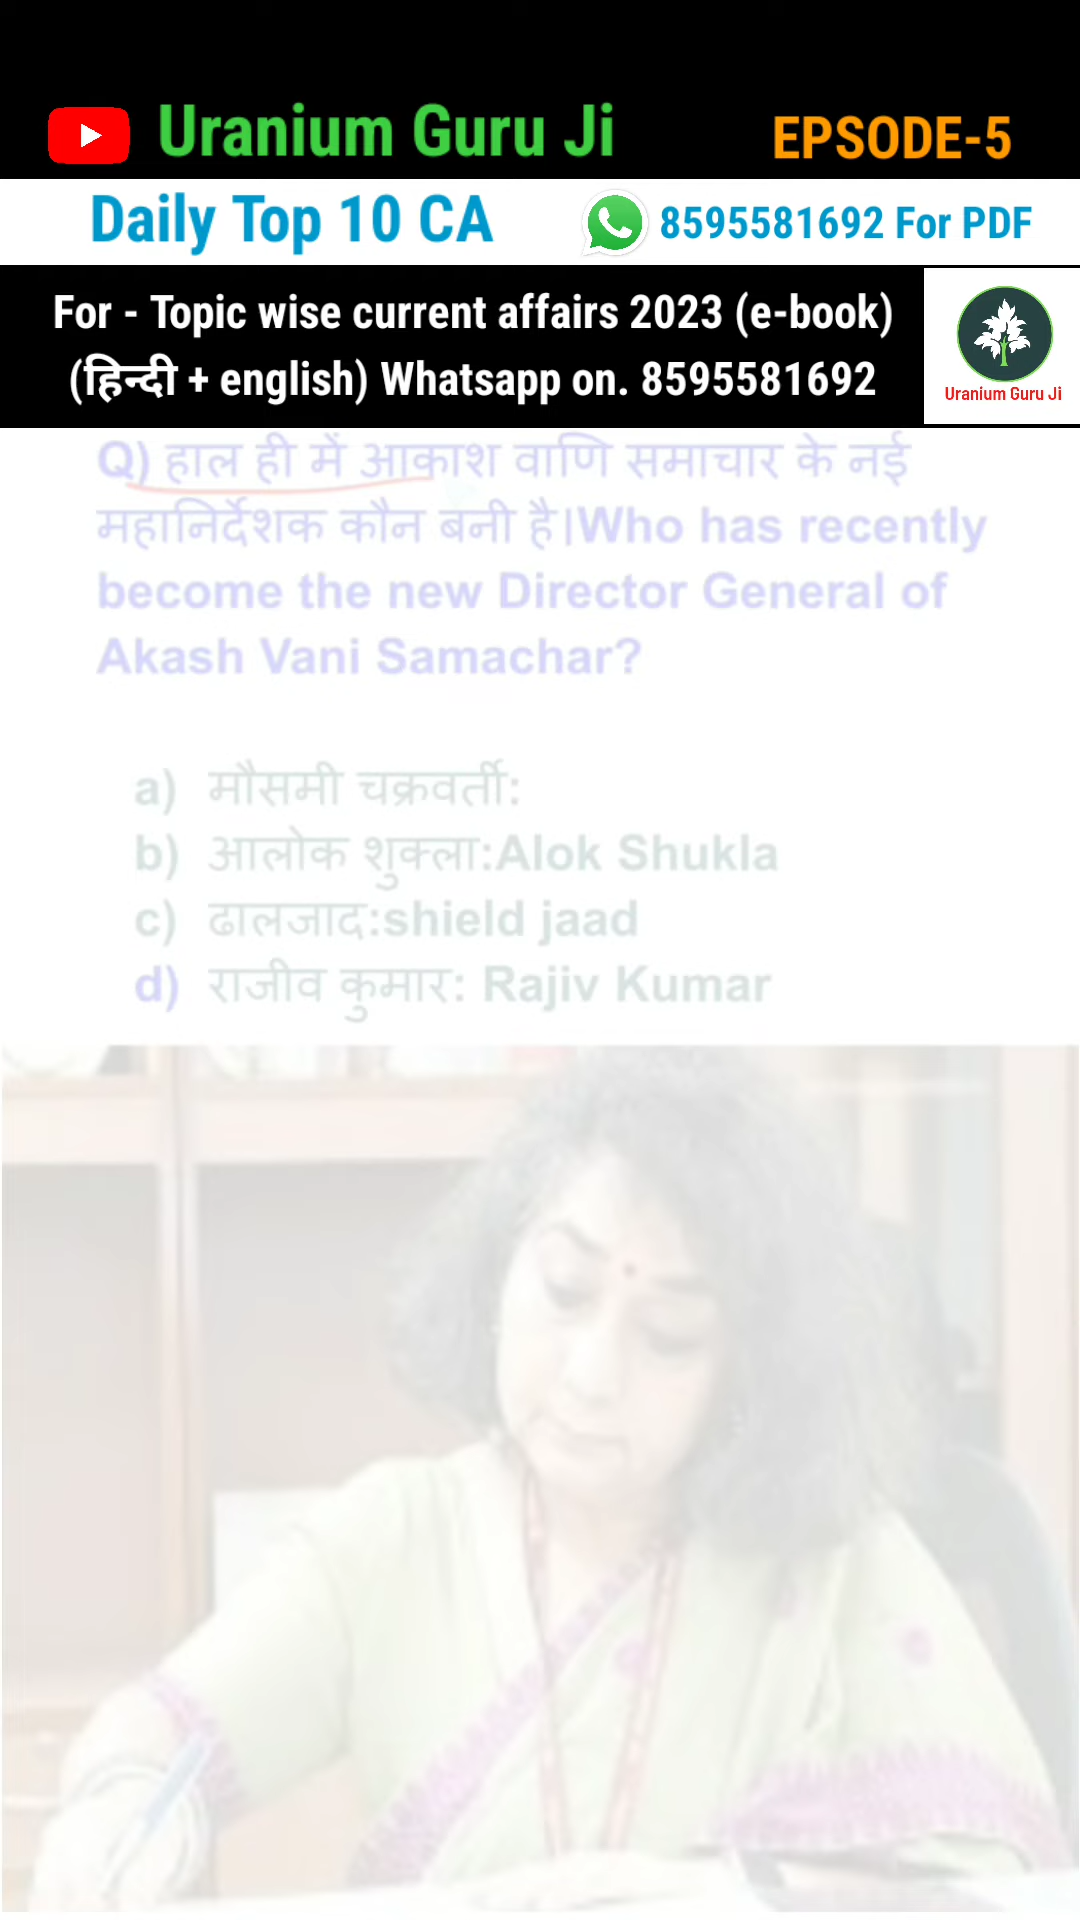 Uranium Guru Ji
EPSODE-5
Daily Top 10 CA
8595581692 For PDF
For - Topic wise current affairs 2023 (e-book)
(हिन्दी + english) Whatsapp on. 8595581692
Uranium Guru Ji
Q) हाल ही में आकाश वाणि समाचार के नई
महानिर्देशक कौन बनी है।Who has recently
become the new Director General of
Akash Vani Samachar?
a) मौसमी चक्रवर्ती:
b) आलोक शुक्ला:Alok Shukla
c) ढालजाद:shield jaad
d) राजीव कुमार: Rajiv Kumar